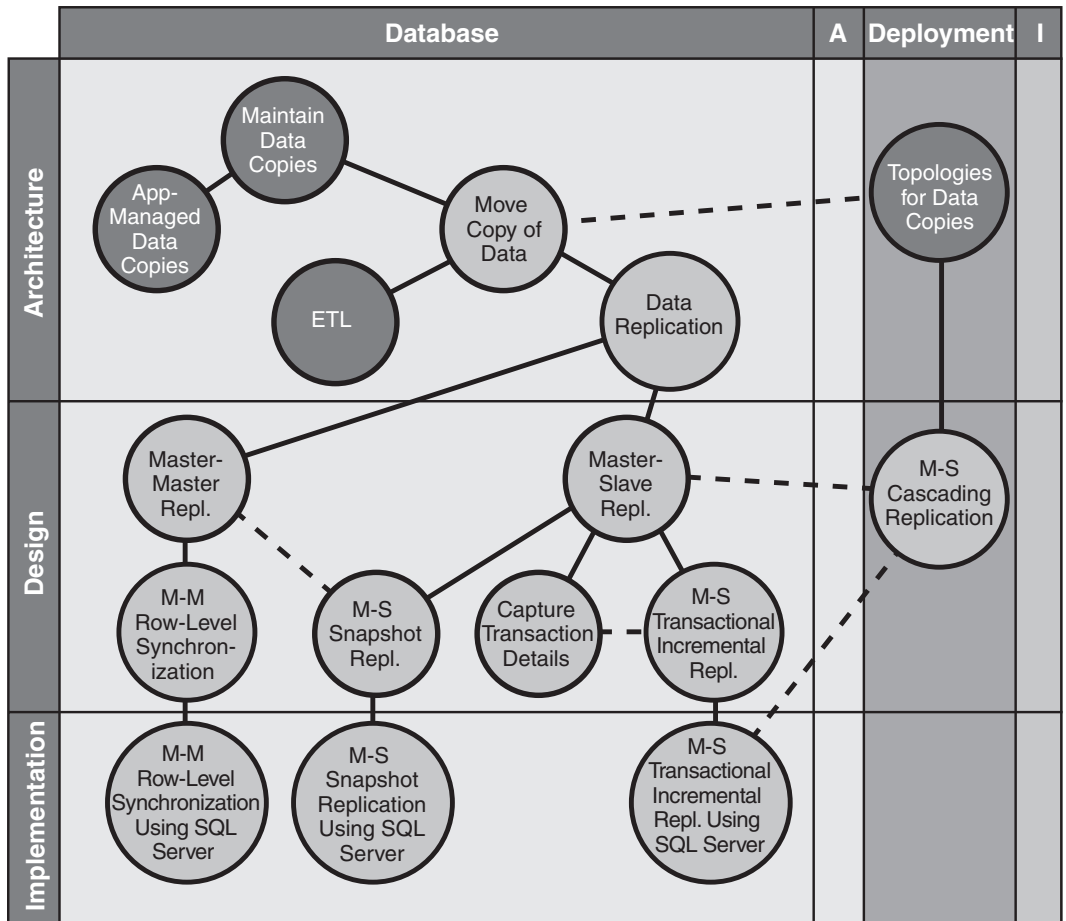 Database
A
Deployment
I
Architecture
Maintain
Data
Copies
App-
Managed
Data
Copies
Move
Copy of
Data
Topologies
for Data
Copies
ETL
Data
Replication
Design
Master-
Master
Repl.
Master-
Slave
Repl.
M-S
Cascading
Replication
M-M
Row-Level
Synchron-
ization
M-S
Snapshot
Repl.
Capture
Transaction
Details
M-S
Transactional
Incremental
Repl.
Implementation
M-M
Row-Level
Synchronization
Using SQL
Server
M-S
Snapshot
Replication
Using SQL
Server
M-S
Transactional
Incremental
Repl. Using
SQL Server